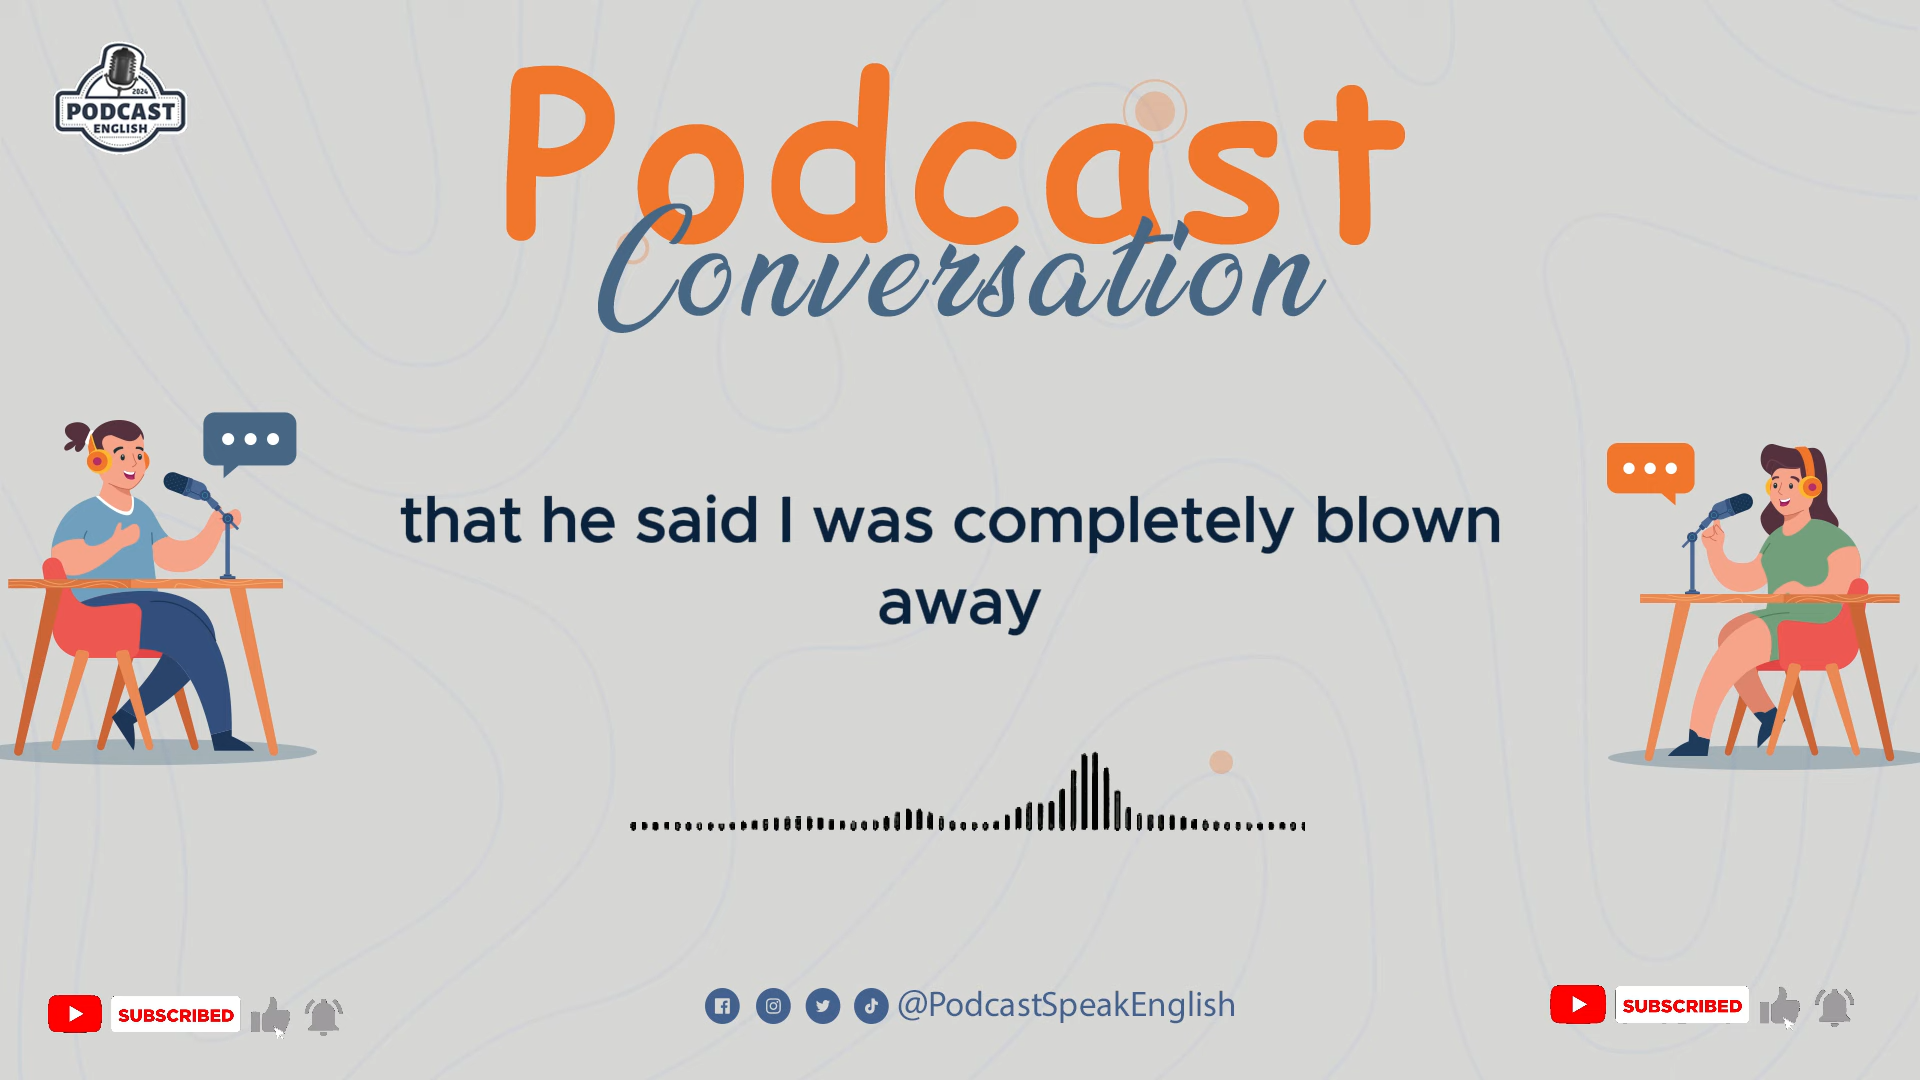 2024
PODCAST
ENGLISH
Podcast
Conversation
that he said I was completely blown
away
SUBSCRIBED
@PodcastSpeakEnglish
SUBSCRIBED